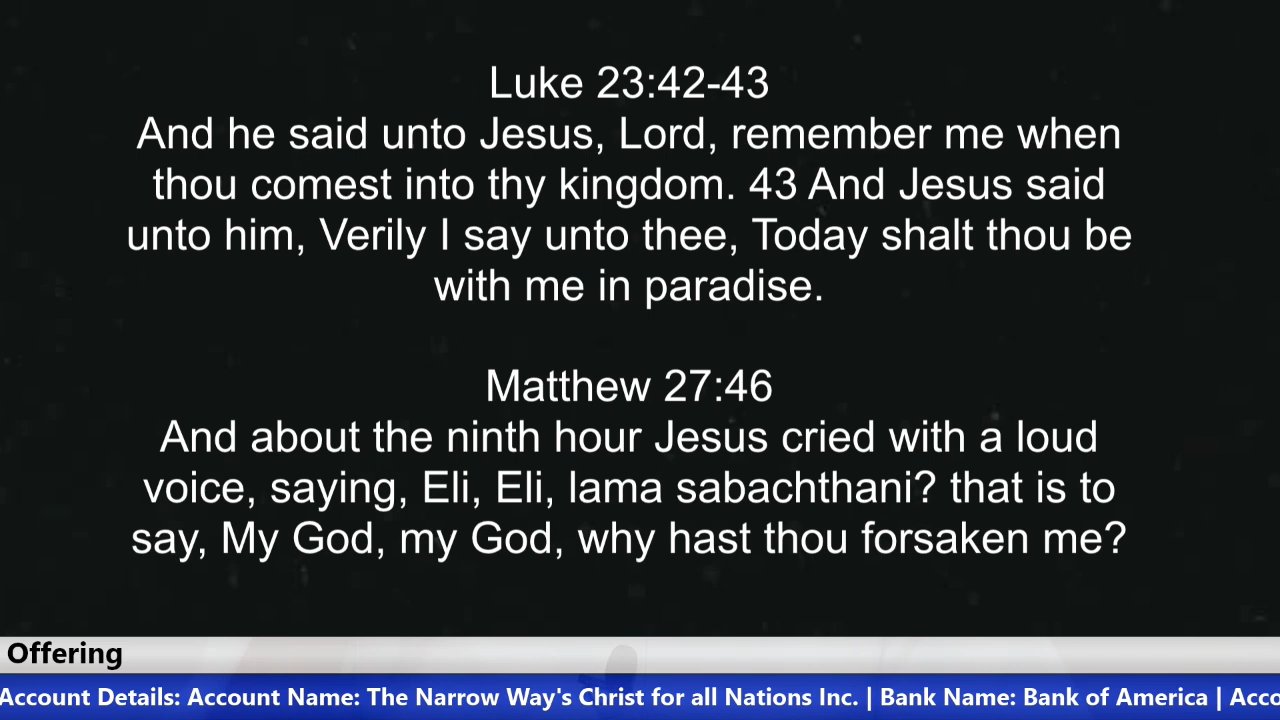 Luke 23:42-43
And he said unto Jesus, Lord, remember me when
thou comest into thy kingdom. 43 And Jesus said
unto him, Verily I say unto thee, Today shalt thou be
with me in paradise.
Matthew 27:46
And about the ninth hour Jesus cried with a loud
voice, saying, Eli, Eli, lama sabachthani? that is to
say, My God, my God, why hast thou forsaken me?
Offering
Account Details: Account Name: The Narrow Way's Christ for all Nations Inc. | Bank Name: Bank of America |